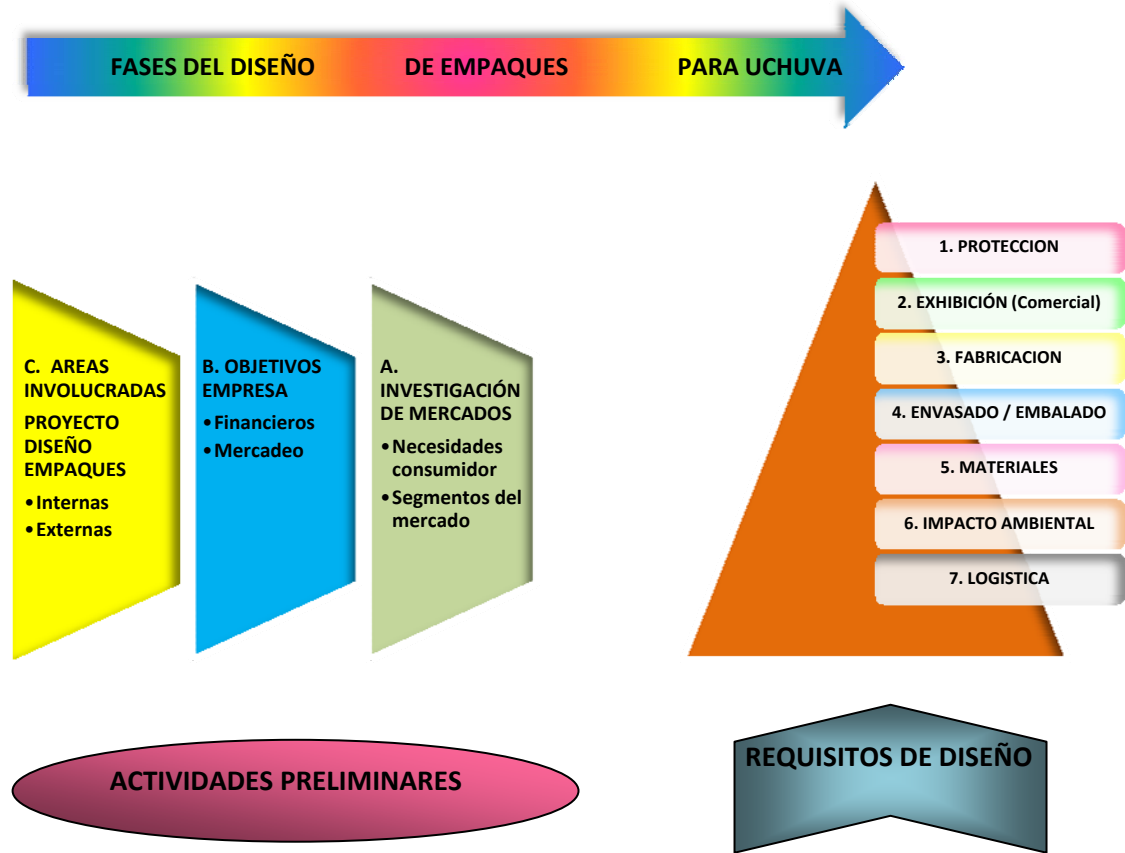 FASES DEL DISEÑO DE EMPAQUES PARA UCHUVA
C. AREAS
INVOLUCRADAS
PROYECTO
DISEÑO
EMPAQUES
•Internas
•Externas
B. OBJETIVOS
EMPRESA
•Financieros
•Mercadeo
A.
INVESTIGACIÓN
DE MERCADOS
•Necesidades
consumidor
•Segmentos del
mercado
1. PROTECCION
2. EXHIBICIÓN (Comercial)
3. FABRICACION
4. ENVASADO / EMBALADO
5. MATERIALES
6. IMPACTO AMBIENTAL
7. LOGISTICA
ACTIVIDADES PRELIMINARES
REQUISITOS DE DISEÑO